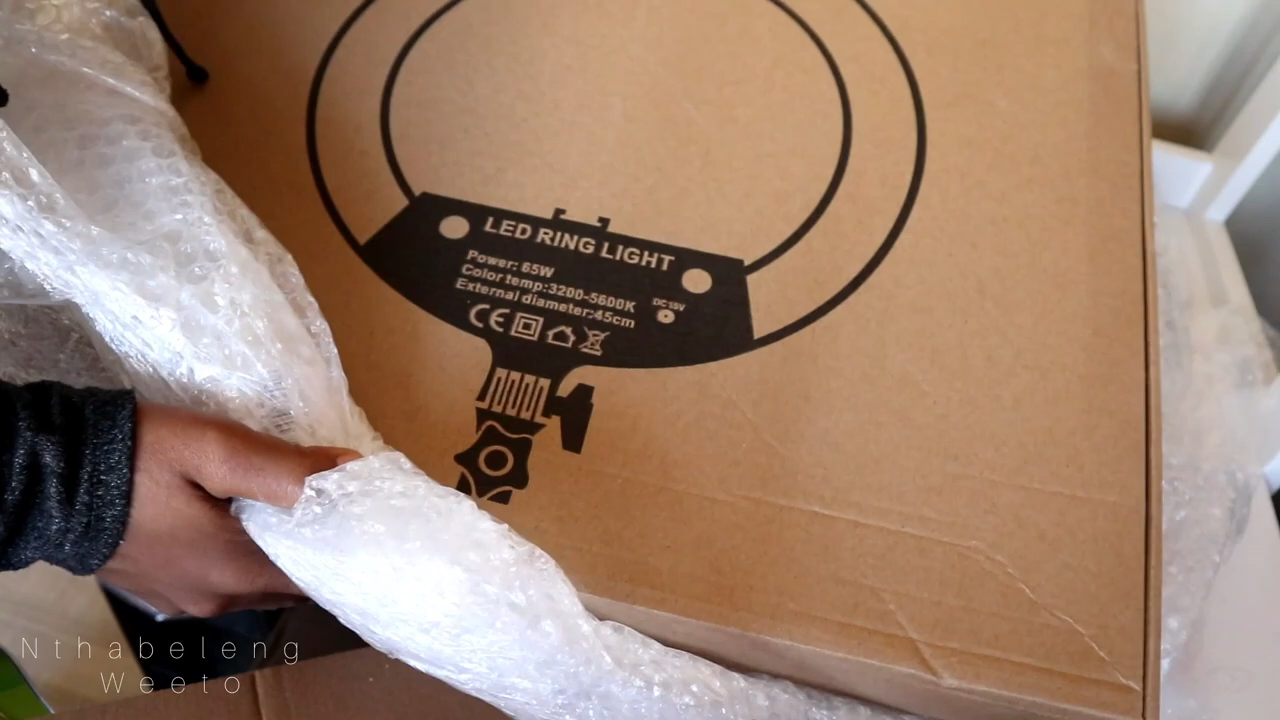 LED RING LIGHT
Power: 65W
Color temp:3200-5600K
External diameter:45cm
DC 15V
CE
Nthabeleng
Weeto